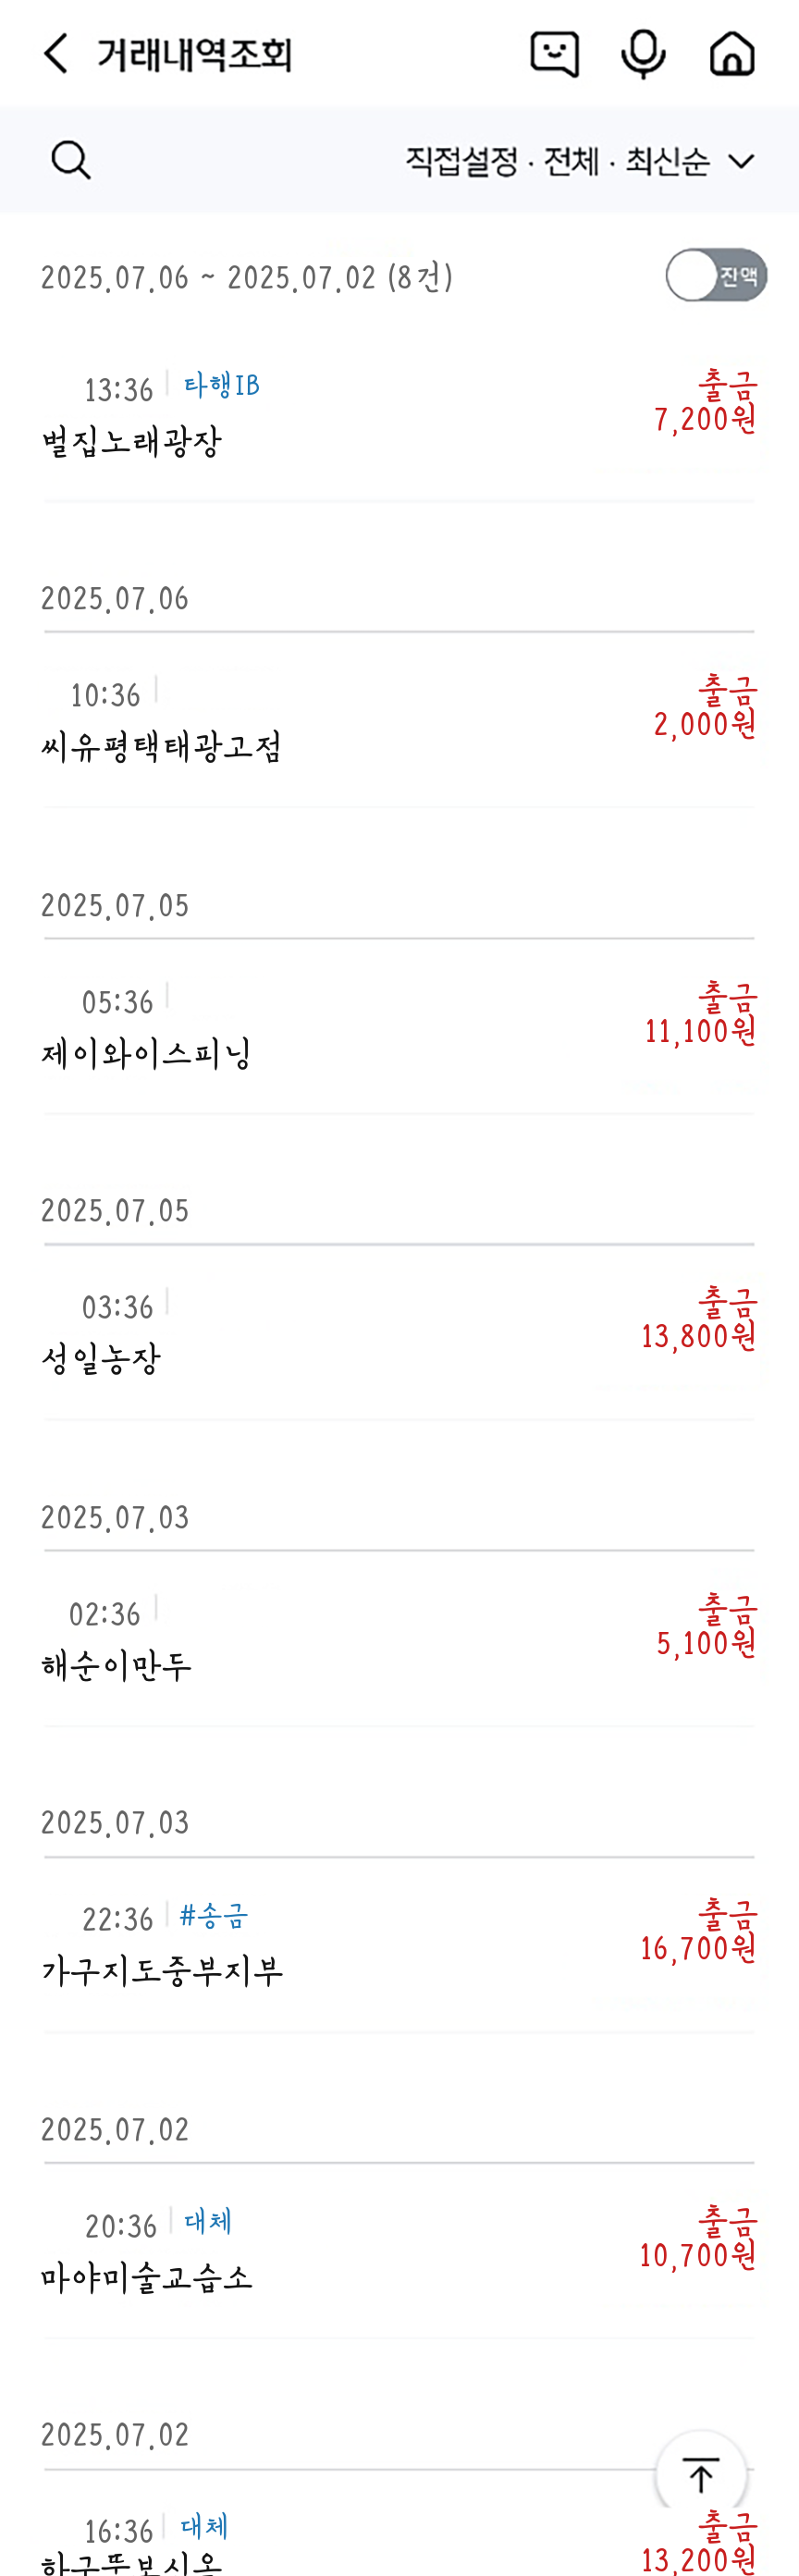 거래내역조회
직접설정 · 전체 · 최신순
2025.07.06 ~ 2025.07.02 (8건)
잔액
13:36 타행IB
출금
벌집노래광장
7,200원
2025.07.06
10:36
출금
씨유평택태광고점
2,000원
2025.07.05
05:36
출금
제이와이스피닝
11,100원
2025.07.05
03:36
출금
성일농장
13,800원
2025.07.03
02:36
출금
해순이만두
5,100원
2025.07.03
22:36 #송금
출금
가구지도중부지부
16,700원
2025.07.02
20:36 대체
출금
마야미술교습소
10,700원
2025.07.02
16:36 대체
출금
13,200원